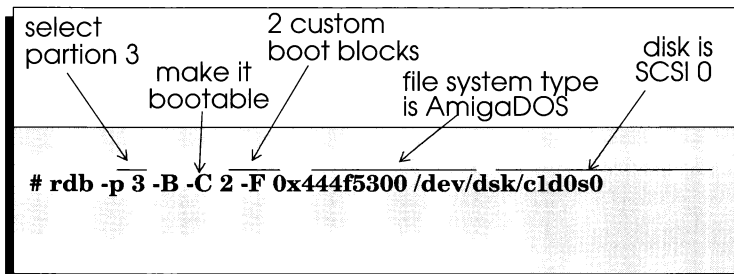 select
partion 3
make it
bootable
2 custom
boot blocks
file system type
is AmigaDOS
disk is
SCSI 0
# rdb -p 3 -B -C 2 -F 0x444f5300 /dev/dsk/c1d0s0